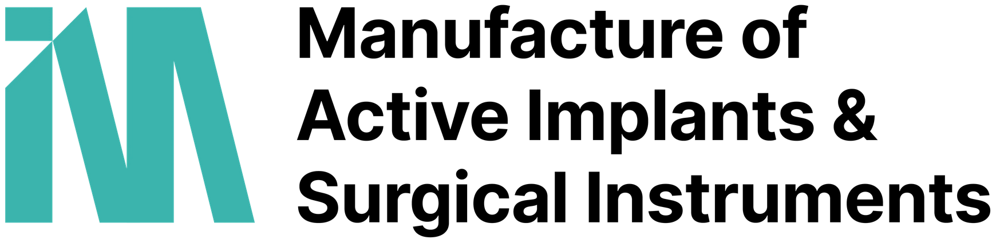 Manufacture of
Active Implants &
Surgical Instruments